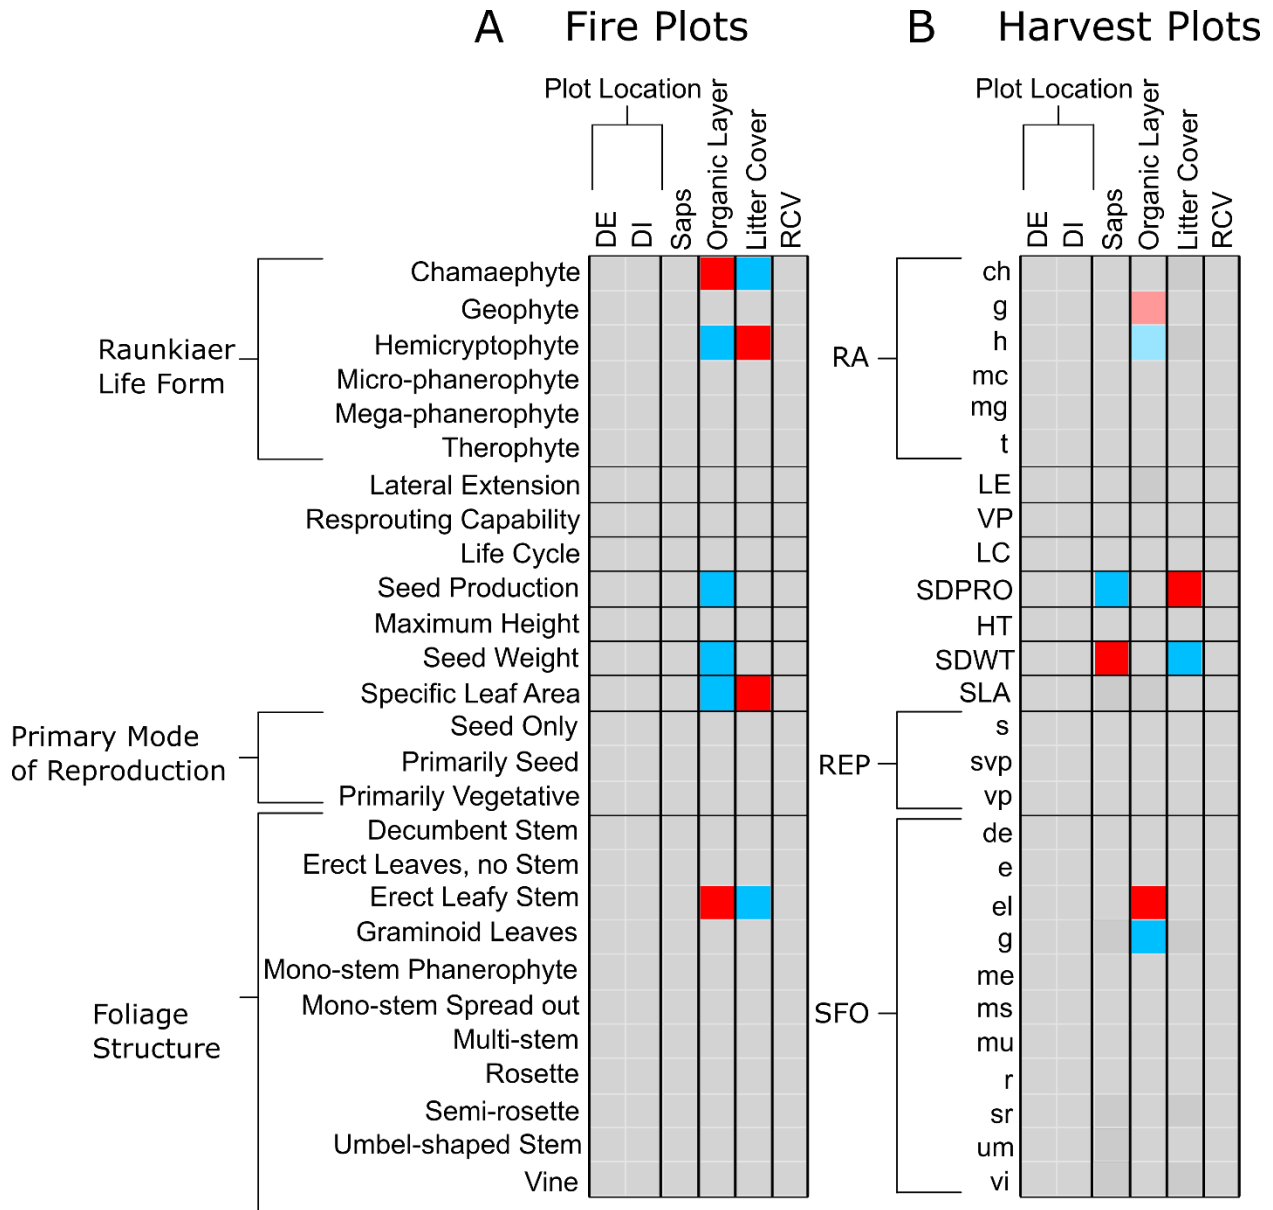 A Fire Plots
Plot Location
DE
DI
Saps
Organic Layer
Litter Cover
RCV
Raunkiaer
Life Form
Chamaephyte
Geophyte
Hemicryptophyte
Micro-phanerophyte
Mega-phanerophyte
Therophyte
Lateral Extension
Resprouting Capability
Life Cycle
Seed Production
Maximum Height
Seed Weight
Specific Leaf Area
Primary Mode
of Reproduction
Seed Only
Primarily Seed
Primarily Vegetative
Foliage
Structure
Decumbent Stem
Erect Leaves, no Stem
Erect Leafy Stem
Graminoid Leaves
Mono-stem Phanerophyte
Mono-stem Spread out
Multi-stem
Rosette
Semi-rosette
Umbel-shaped Stem
Vine
B Harvest Plots
Plot Location
DE
DI
Saps
Organic Layer
Litter Cover
RCV
RA
ch
g
h
mc
mg
t
LE
VP
LC
SDPRO
HT
SDWT
SLA
REP
s
svp
vp
SFO
de
e
el
g
me
ms
mu
r
sr
um
vi